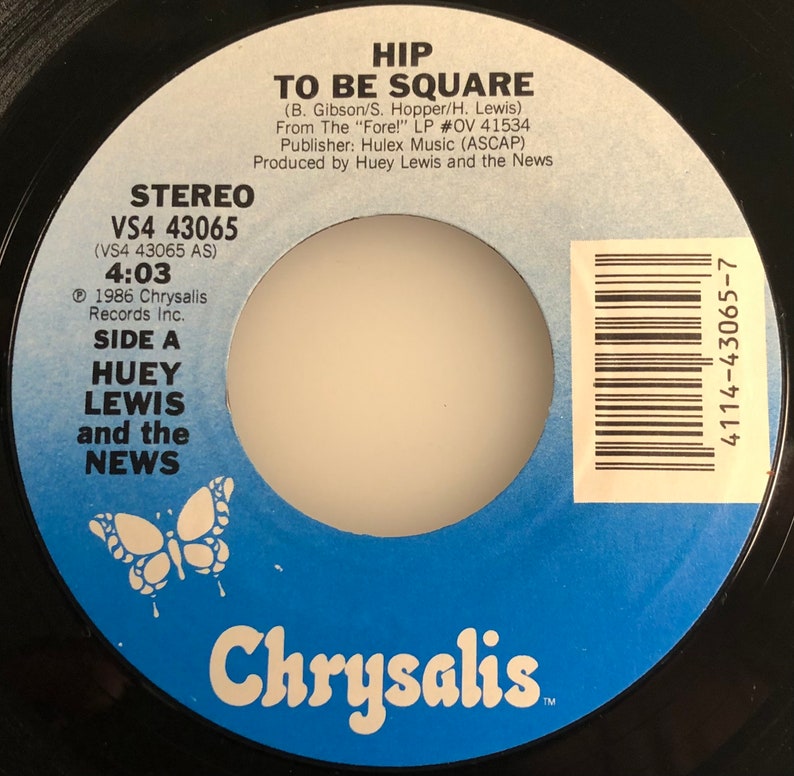 HIP
TO BE SQUARE
(B. Gibson/S. Hopper/H. Lewis)
From The "Fore!" LP #OV 41534
Publisher: Hulex Music (ASCAP)
Produced by Huey Lewis and the News
STEREO
VS4 43065
(VS4 43065 AS)
4:03
℗ 1986 Chrysalis
Records Inc.
SIDE A
HUEY
LEWIS
and the
NEWS
4114-43065-7
Chrysalis™